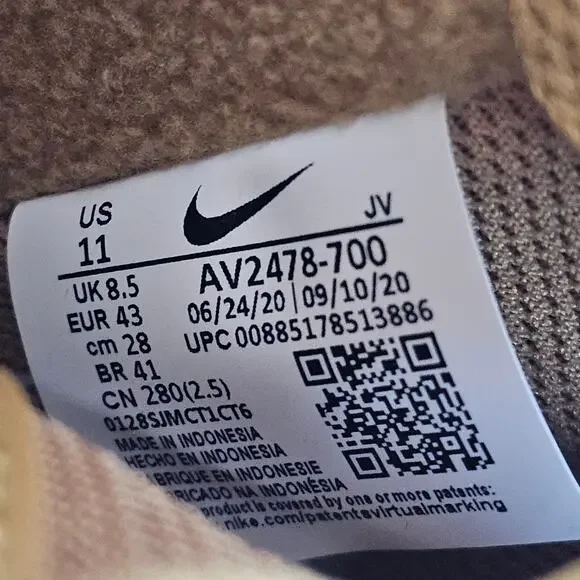 US
11
JV
UK 8.5
EUR 43
cm 28
BR 41
CN 280(2.5)
0128SJMCT1CT6
AV2478-700
06/24/20 | 09/10/20
UPC 00885178513886
MADE IN INDONESIA
HECHO EN INDONESIA
BRIQUE EN INDONESIE
RICADO NA INDONÉSIA
product is covered by one or more patents:
nike.com/patentsvirtualmarking